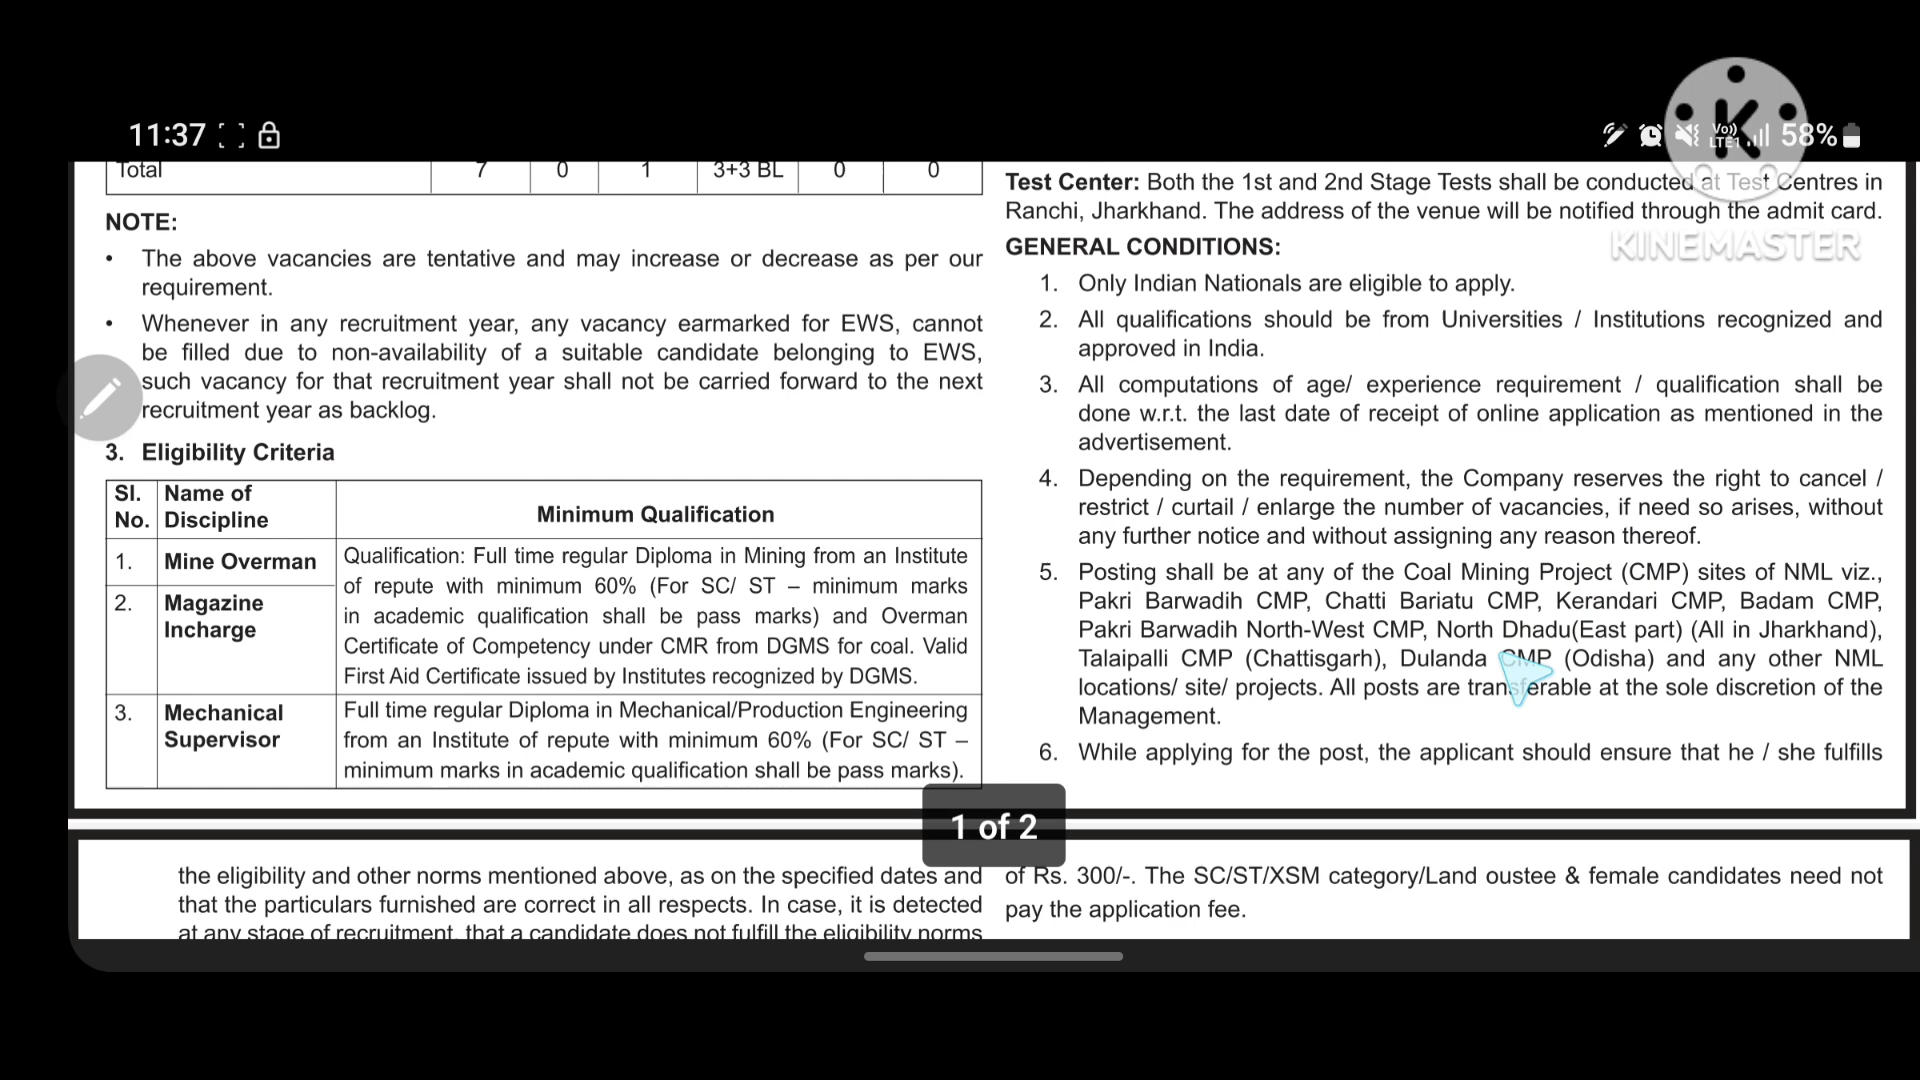 11:37
Vo)) LTE1 58%
KINEMASTER
Total 7 0 1 3+3 BL 0 0
NOTE:
• The above vacancies are tentative and may increase or decrease as per our
requirement.
• Whenever in any recruitment year, any vacancy earmarked for EWS, cannot
be filled due to non-availability of a suitable candidate belonging to EWS,
such vacancy for that recruitment year shall not be carried forward to the next
recruitment year as backlog.
3. Eligibility Criteria
Sl. No. Name of Discipline Minimum Qualification
1. Mine Overman
2. Magazine
Incharge
Qualification: Full time regular Diploma in Mining from an Institute
of repute with minimum 60% (For SC/ ST – minimum marks
in academic qualification shall be pass marks) and Overman
Certificate of Competency under CMR from DGMS for coal. Valid
First Aid Certificate issued by Institutes recognized by DGMS.
3. Mechanical
Supervisor
Full time regular Diploma in Mechanical/Production Engineering
from an Institute of repute with minimum 60% (For SC/ ST –
minimum marks in academic qualification shall be pass marks).
Test Center: Both the 1st and 2nd Stage Tests shall be conducted at Test Centres in
Ranchi, Jharkhand. The address of the venue will be notified through the admit card.
GENERAL CONDITIONS:
1. Only Indian Nationals are eligible to apply.
2. All qualifications should be from Universities / Institutions recognized and
approved in India.
3. All computations of age/ experience requirement / qualification shall be
done w.r.t. the last date of receipt of online application as mentioned in the
advertisement.
4. Depending on the requirement, the Company reserves the right to cancel /
restrict / curtail / enlarge the number of vacancies, if need so arises, without
any further notice and without assigning any reason thereof.
5. Posting shall be at any of the Coal Mining Project (CMP) sites of NML viz.,
Pakri Barwadih CMP, Chatti Bariatu CMP, Kerandari CMP, Badam CMP,
Pakri Barwadih North-West CMP, North Dhadu(East part) (All in Jharkhand),
Talaipalli CMP (Chattisgarh), Dulanda CMP (Odisha) and any other NML
locations/ site/ projects. All posts are transferable at the sole discretion of the
Management.
6. While applying for the post, the applicant should ensure that he / she fulfills
1 of 2
the eligibility and other norms mentioned above, as on the specified dates and
that the particulars furnished are correct in all respects. In case, it is detected
at any stage of recruitment, that a candidate does not fulfill the eligibility norms
of Rs. 300/-. The SC/ST/XSM category/Land oustee & female candidates need not
pay the application fee.